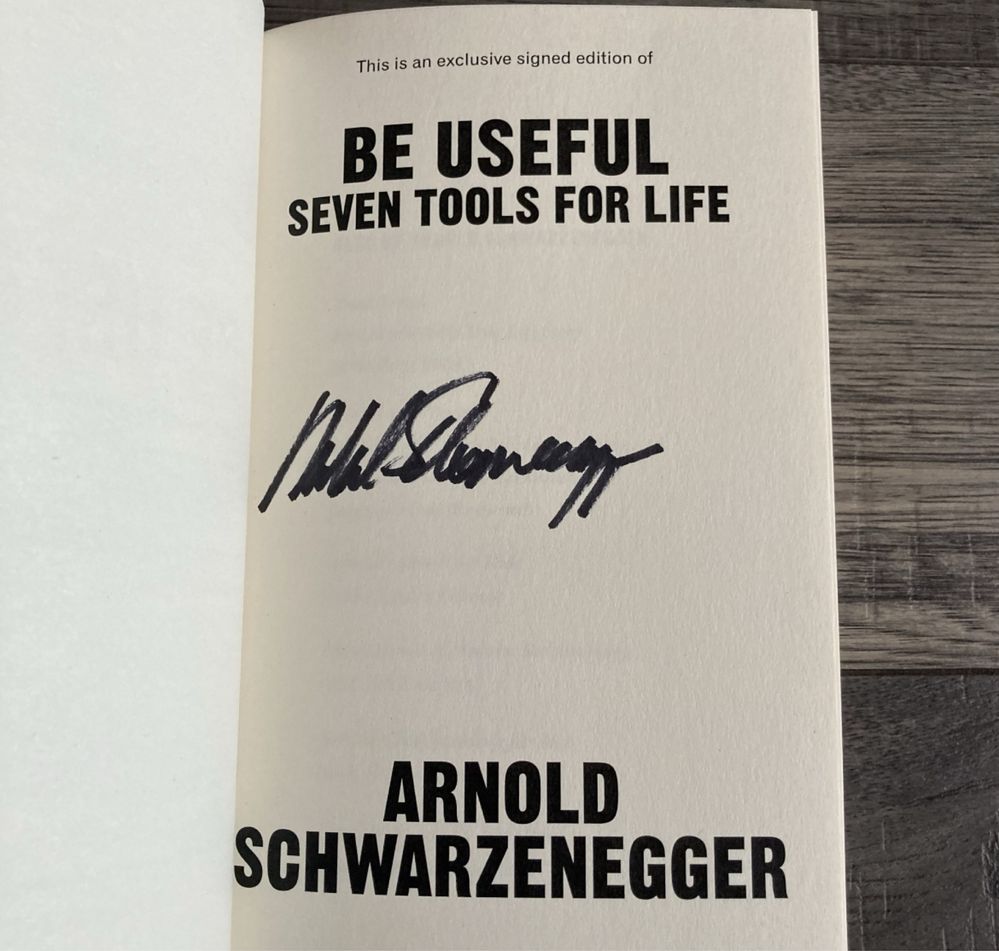 This is an exclusive signed edition of
BE USEFUL
SEVEN TOOLS FOR LIFE
ARNOLD
SCHWARZENEGGER